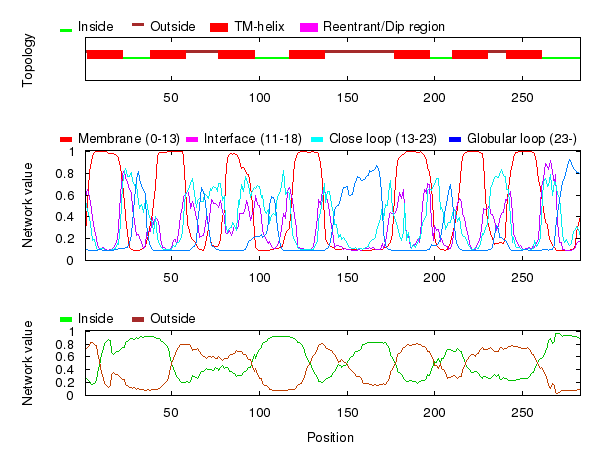 Inside Outside TM-helix Reentrant/Dip region
Topology
50 100 150 200 250
Membrane (0-13) Interface (11-18) Close loop (13-23) Globular loop (23-)
Network value
1
0.8
0.6
0.4
0.2
0
50 100 150 200 250
Inside Outside
Network value
1
0.8
0.6
0.4
0.2
0
50 100 150 200 250
Position